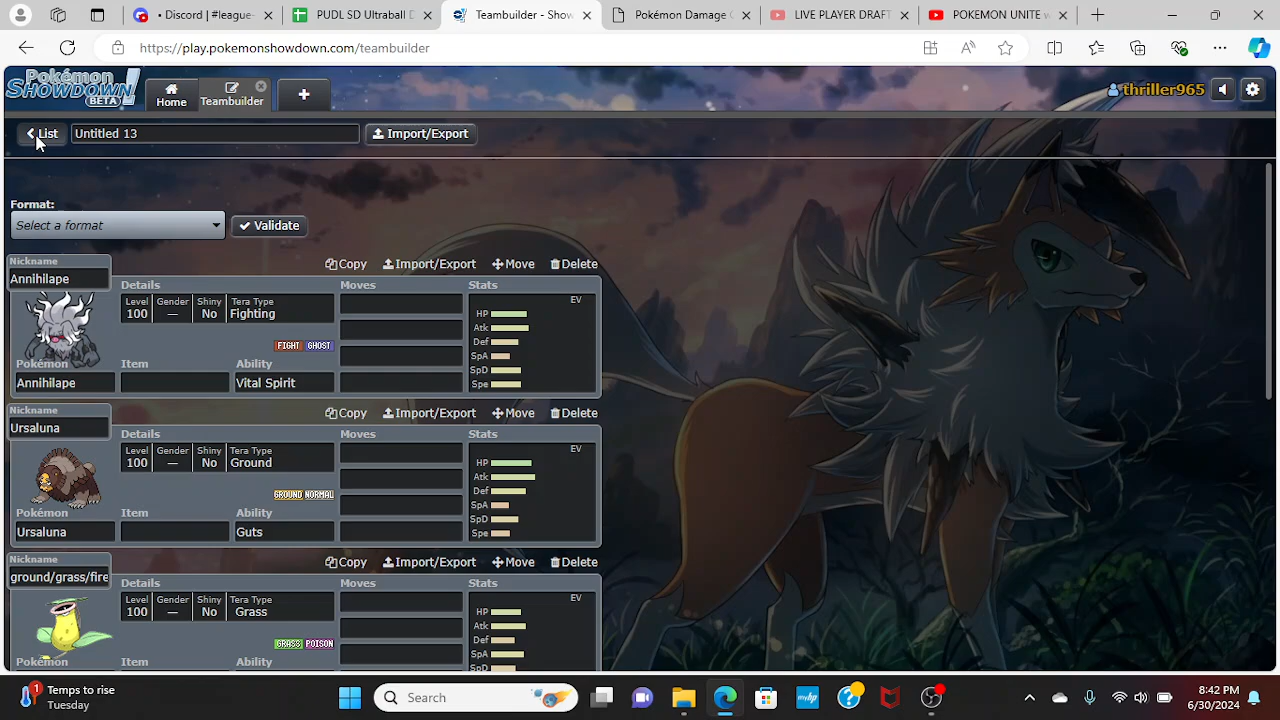 Discord | #league-
PUDL SD Ultraball D
Teambuilder - Show
Pokémon Damage C
LIVE PLAYER DRAFT
POKEMON UNITE w
https://play.pokemonshowdown.com/teambuilder
Pokémon
SHOWDOWN!
BETA
Home
Teambuilder
thriller965
List
Untitled 13
Import/Export
Format:
Select a format
Validate
Nickname
Copy Import/Export Move Delete
Annihilape
Details Moves Stats
Level Gender Shiny Tera Type EV
100 — No Fighting
HP
Atk
Def
FIGHT GHOST
SpA
Pokémon Item Ability
SpD
Annihilape Vital Spirit
Spe
Nickname
Copy Import/Export Move Delete
Ursaluna
Details Moves Stats
Level Gender Shiny Tera Type EV
100 — No Ground
HP
Atk
Def
GROUND NORMAL
SpA
Pokémon Item Ability
SpD
Ursaluna Guts
Spe
Nickname
Copy Import/Export Move Delete
ground/grass/fire
Details Moves Stats
Level Gender Shiny Tera Type EV
100 — No Grass
HP
Atk
Def
GRASS POISON
SpA
Pokémon Item Ability
SpD
1
Temps to rise
Tuesday
Search
myhp
8:42 PM
6/30/2024